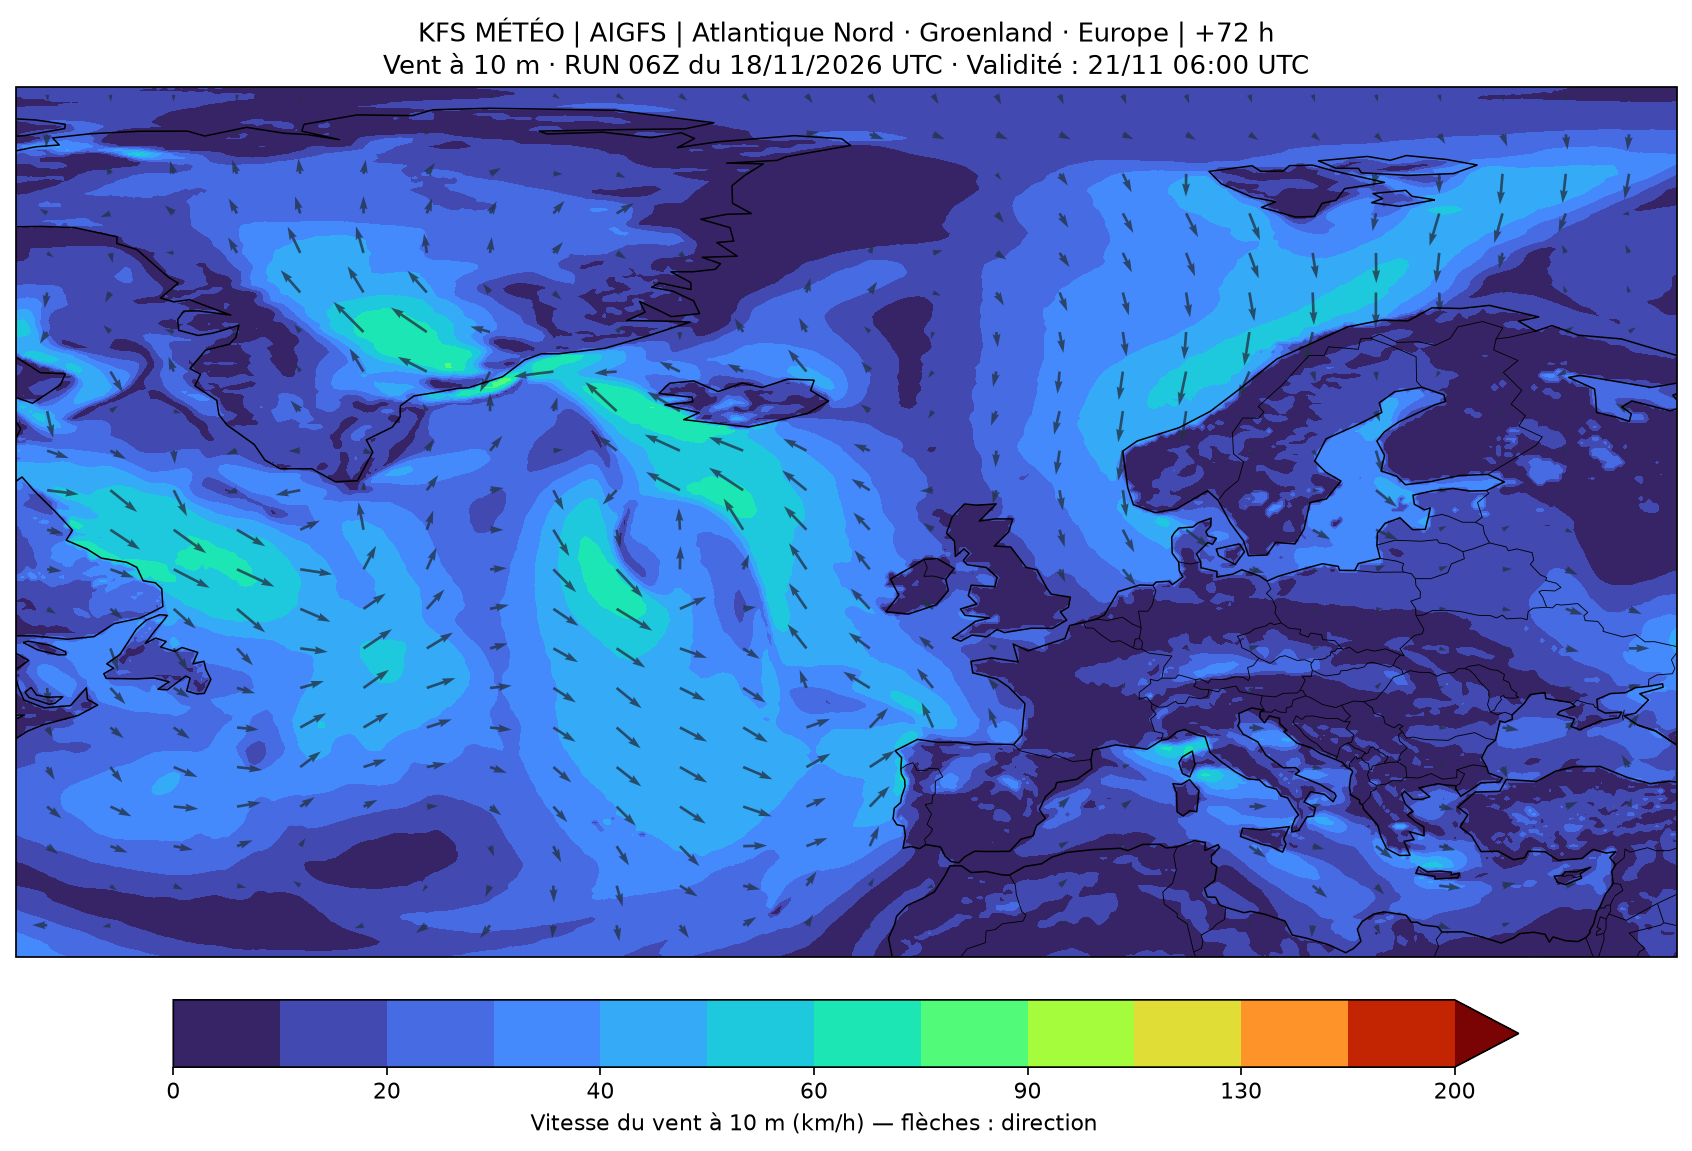 KFS MÉTÉO | AIGFS | Atlantique Nord · Groenland · Europe | +72 h
Vent à 10 m · RUN 06Z du 18/11/2026 UTC · Validité : 21/11 06:00 UTC
0 20 40 60 90 130 200
Vitesse du vent à 10 m (km/h) — flèches : direction